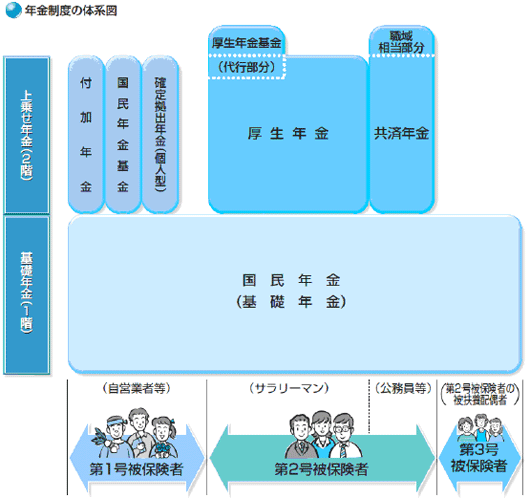 年金制度の体系図
上乗せ年金(2階)
付加年金
国民年金基金
確定拠出年金(個人型)
厚生年金基金
(代行部分)
厚生年金
職域
相当部分
共済年金
基礎年金(1階)
国民年金
(基礎年金)
(自営業者等)
(サラリーマン)
(公務員等)
(第2号被保険者の
被扶養配偶者)
第1号被保険者
第2号被保険者
第3号
被保険者